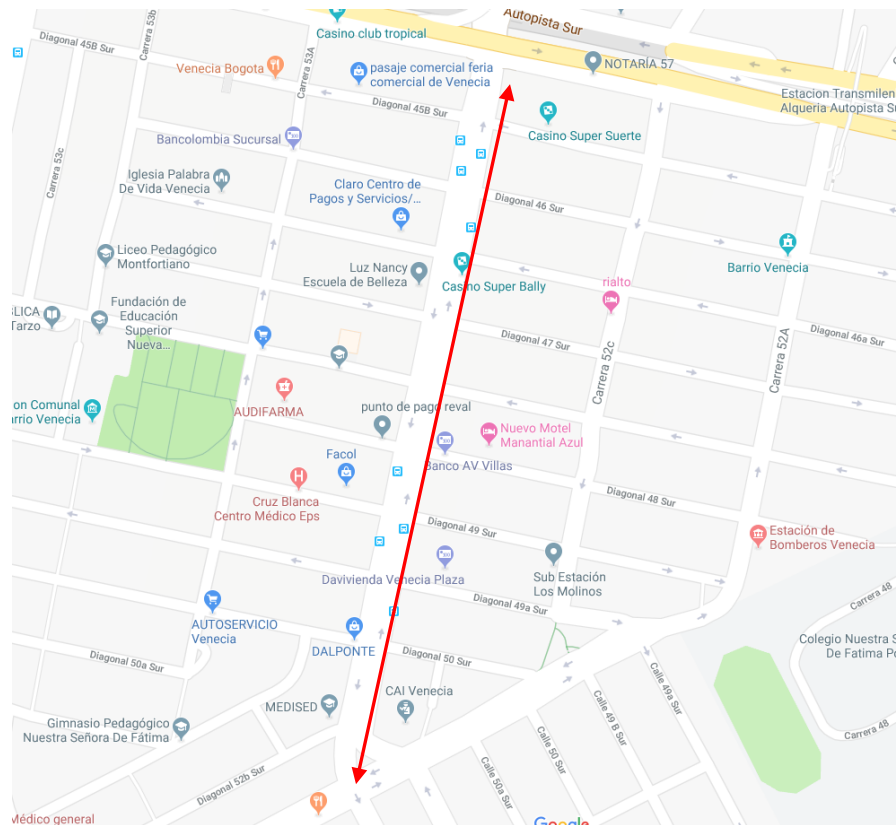 Carrera 53b
Casino club tropical
Autopista Sur
Diagonal 45B Sur
Carrera 53A
NOTARÍA 57
Venecia Bogota
pasaje comercial feria
comercial de Venecia
Estacion Transmilen
Alqueria Autopista Su
Diagonal 45B Sur
Casino Super Suerte
Bancolombia Sucursal
Carrera 53c
Iglesia Palabra
De Vida Venecia
Claro Centro de
Pagos y Servicios/...
Diagonal 46 Sur
Liceo Pedagógico
Montfortiano
Luz Nancy
Escuela de Belleza
Barrio Venecia
Casino Super Bally
rialto
BLICA
Tarzo
Fundación de
Educación
Superior
Nueva...
Diagonal 47 Sur
Carrera 52c
Carrera 52A
Diagonal 46a Sur
on Comunal
arrio Venecia
AUDIFARMA
punto de pago reval
Nuevo Motel
Manantial Azul
Facol
Banco AV Villas
Cruz Blanca
Centro Médico Eps
Diagonal 48 Sur
Diagonal 49 Sur
Estación de
Bomberos Venecia
Davivienda Venecia Plaza
Sub Estación
Los Molinos
Carrera 48
AUTOSERVICIO
Venecia
Diagonal 49a Sur
DALPONTE
Colegio Nuestra S
De Fatima Po
Diagonal 50a Sur
Diagonal 50 Sur
Calle 49a Sur
MEDISED
CAI Venecia
Calle 49 B Sur
Gimnasio Pedagógico
Nuestra Señora De Fátima
Carrera 48
Calle 50 Sur
Calle 50a Sur
Diagonal 52b Sur
Médico general
Google